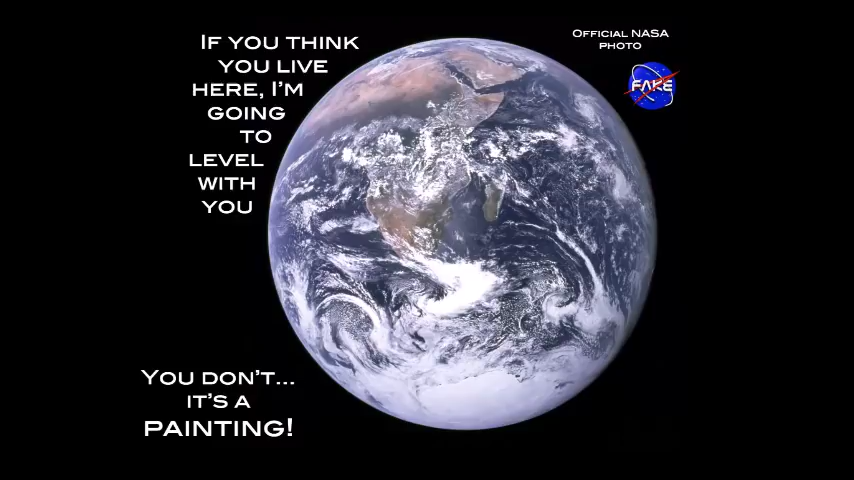 If you think
you live
here, I'm
going
to
level
with
you
Official NASA
photo
FAKE
You don't...
it's a
painting!